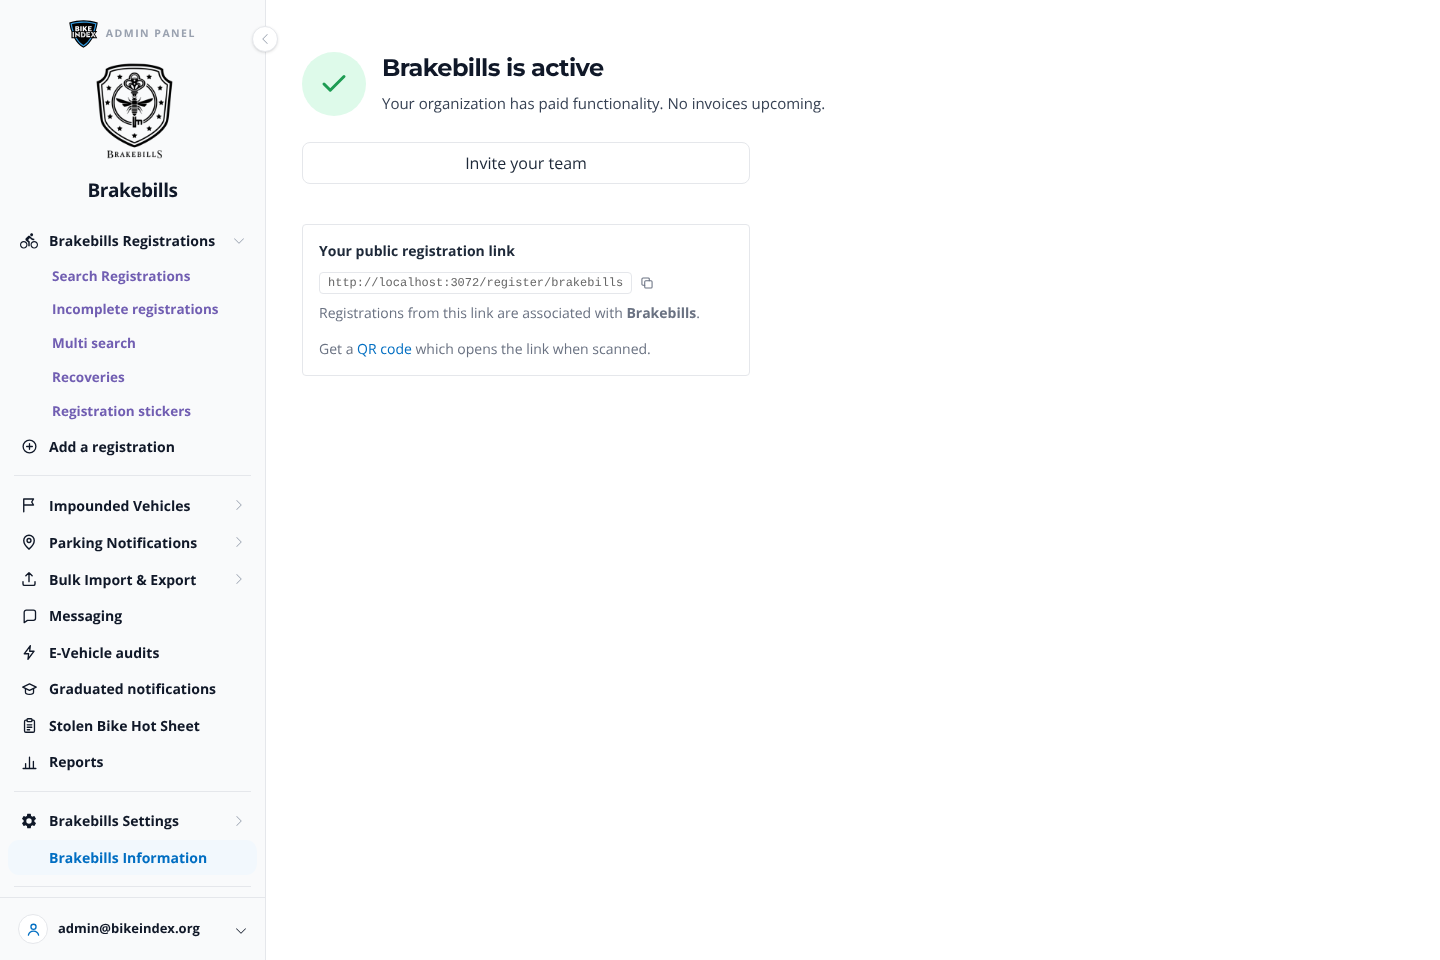 BIKE
INDEX
ADMIN PANEL
BRAKEBILLS
Brakebills
Brakebills Registrations
Search Registrations
Incomplete registrations
Multi search
Recoveries
Registration stickers
Add a registration
Impounded Vehicles
Parking Notifications
Bulk Import & Export
Messaging
E-Vehicle audits
Graduated notifications
Stolen Bike Hot Sheet
Reports
Brakebills Settings
Brakebills Information
admin@bikeindex.org
Brakebills is active
Your organization has paid functionality. No invoices upcoming.
Invite your team
Your public registration link
http://localhost:3072/register/brakebills
Registrations from this link are associated with Brakebills.
Get a QR code which opens the link when scanned.